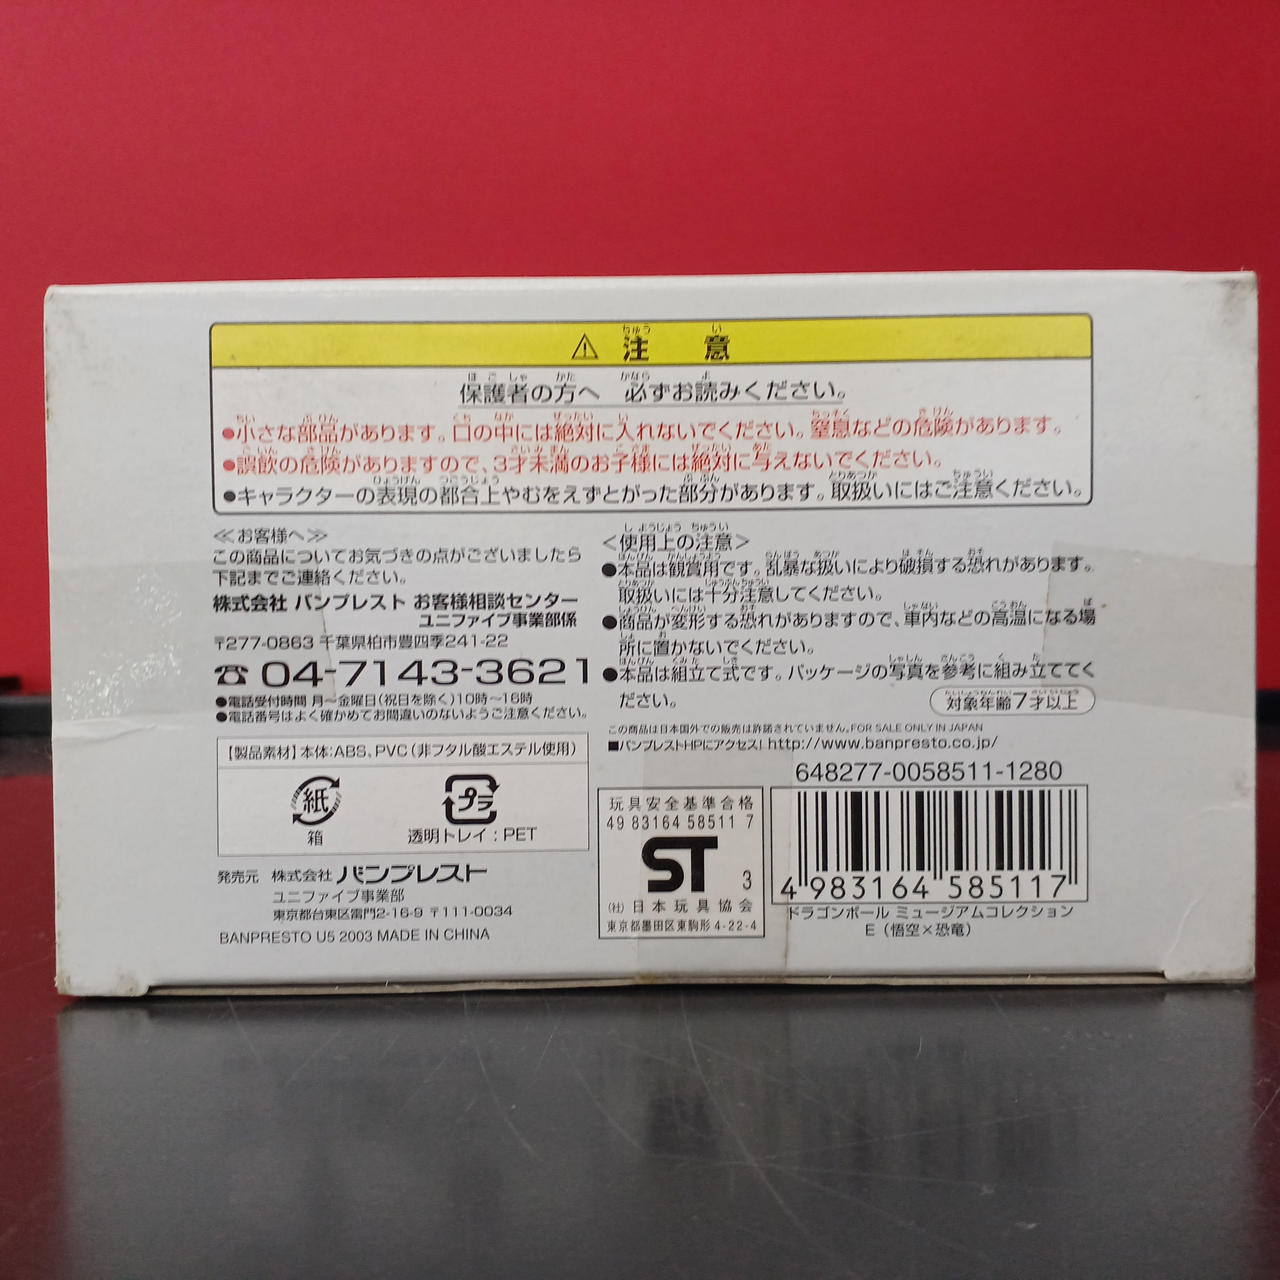 ⚠ 注意
保護者の方へ 必ずお読みください。
●小さな部品があります。口の中には絶対に入れないでください。窒息などの危険があります。
●誤飲の危険がありますので、3才未満のお子様には絶対に与えないでください。
●キャラクターの表現の都合上やむをえずとがった部分があります。取扱いにはご注意ください。
≪お客様へ≫
この商品についてお気づきの点がございましたら
下記までご連絡ください。
株式会社 バンプレスト お客様相談センター
ユニファイブ事業部係
〒277-0863 千葉県柏市豊四季241-22
☎ 04-7143-3621
●電話受付時間 月〜金曜日(祝日を除く)10時〜16時
●電話番号はよく確かめてお間違いのないようご注意ください。
<使用上の注意>
●本品は観賞用です。乱暴な扱いにより破損する恐れがあります。
取扱いには十分注意してください。
●商品が変形する恐れがありますので、車内などの高温になる場
所に置かないでください。
●本品は組立て式です。パッケージの写真を参考に組み立ててく
ださい。
対象年齢7才以上
この商品は日本国外での販売は許諾されていません。FOR SALE ONLY IN JAPAN
■バンプレストHPにアクセス! http://www.banpresto.co.jp/
【製品素材】本体:ABS、PVC(非フタル酸エステル使用)
紙
箱
プラ
透明トレイ:PET
発売元 株式会社 バンプレスト
ユニファイブ事業部
東京都台東区雷門2-16-9 〒111-0034
BANPRESTO U5 2003 MADE IN CHINA
玩具安全基準合格
49 83164 58511 7
ST 3
(社)日本玩具協会
東京都墨田区東駒形4-22-4
648277-0058511-1280
4 983164 585117
ドラゴンボール ミュージアムコレクション
E(悟空×恐竜)